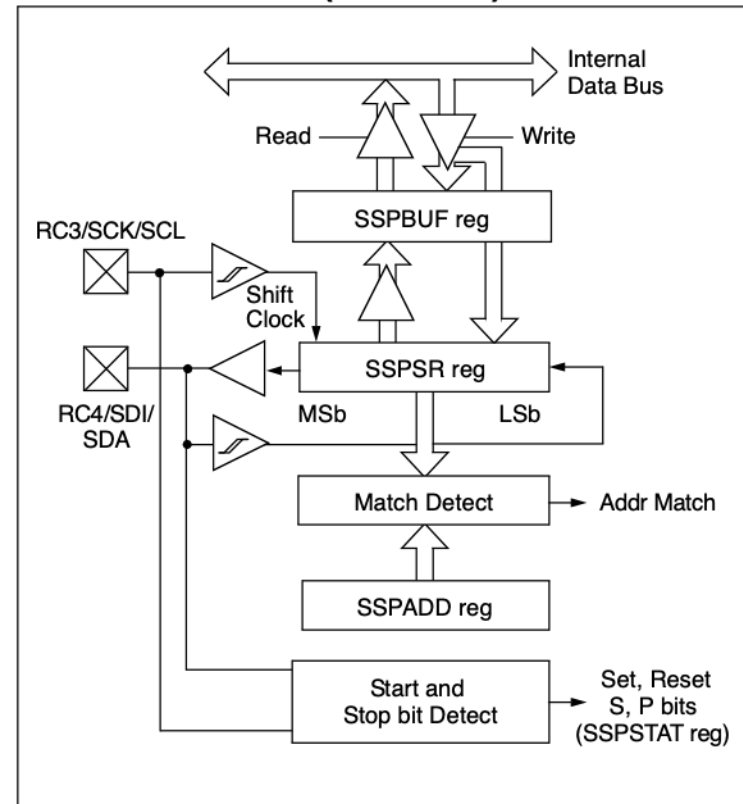 Internal
Data Bus
Read
Write
SSPBUF reg
RC3/SCK/SCL
Shift
Clock
SSPSR reg
MSb
LSb
RC4/SDI/
SDA
Match Detect
Addr Match
SSPADD reg
Start and
Stop bit Detect
Set, Reset
S, P bits
(SSPSTAT reg)